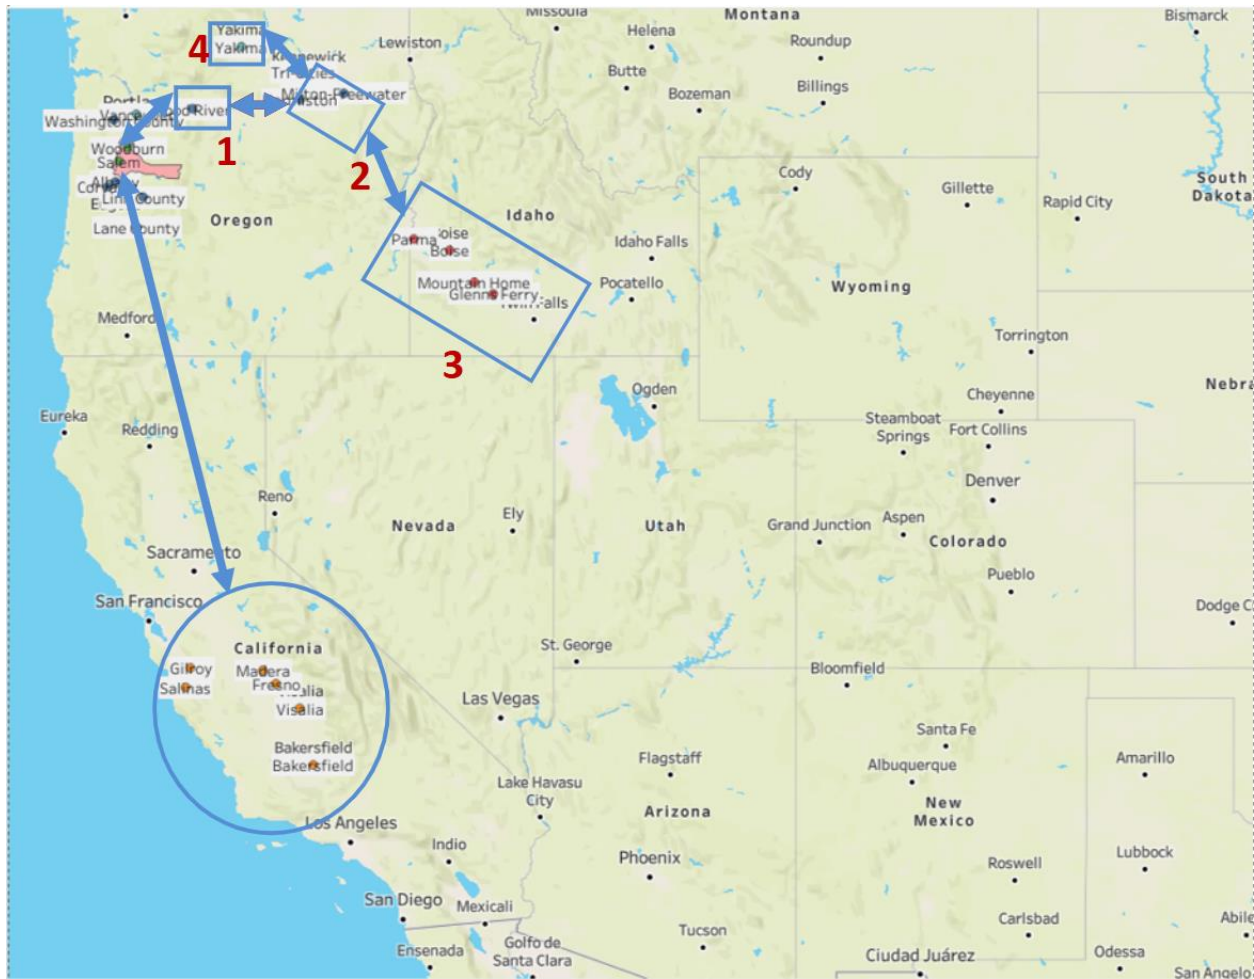 Missoula
Montana
Bismarck
Yakima
Helena
Roundup
4
Yakima
Lewiston
Kennewick
Tri-Cities
Butte
Billings
Milton-Freewater
Bozeman
Washington County
1
Woodburn
Salem
2
Cody
South
Gillette
Dakota
Rapid City
Linn County
Oregon
Idaho
Lane County
Parma
Boise
Boise
Idaho Falls
Mountain Home
Pocatello
Wyoming
Glenns Ferry
Twin Falls
Medford
Torrington
3
Ogden
Cheyenne
Eureka
Redding
Steamboat
Springs
Fort Collins
Denver
Reno
Nevada
Ely
Utah
Grand Junction
Aspen
Colorado
Sacramento
Pueblo
San Francisco
Dodge C
California
St. George
Gilroy
Madera
Bloomfield
Salinas
Fresno
Visalia
Visalia
Las Vegas
Santa Fe
Bakersfield
Bakersfield
Flagstaff
Albuquerque
Amarillo
Lake Havasu
City
Arizona
New
Mexico
Los Angeles
Indio
Phoenix
Roswell
Lubbock
San Diego
Mexicali
Tucson
Carlsbad
Ensenada
Golfo de
Santa Clara
Ciudad Juárez
Odessa
San Angelo